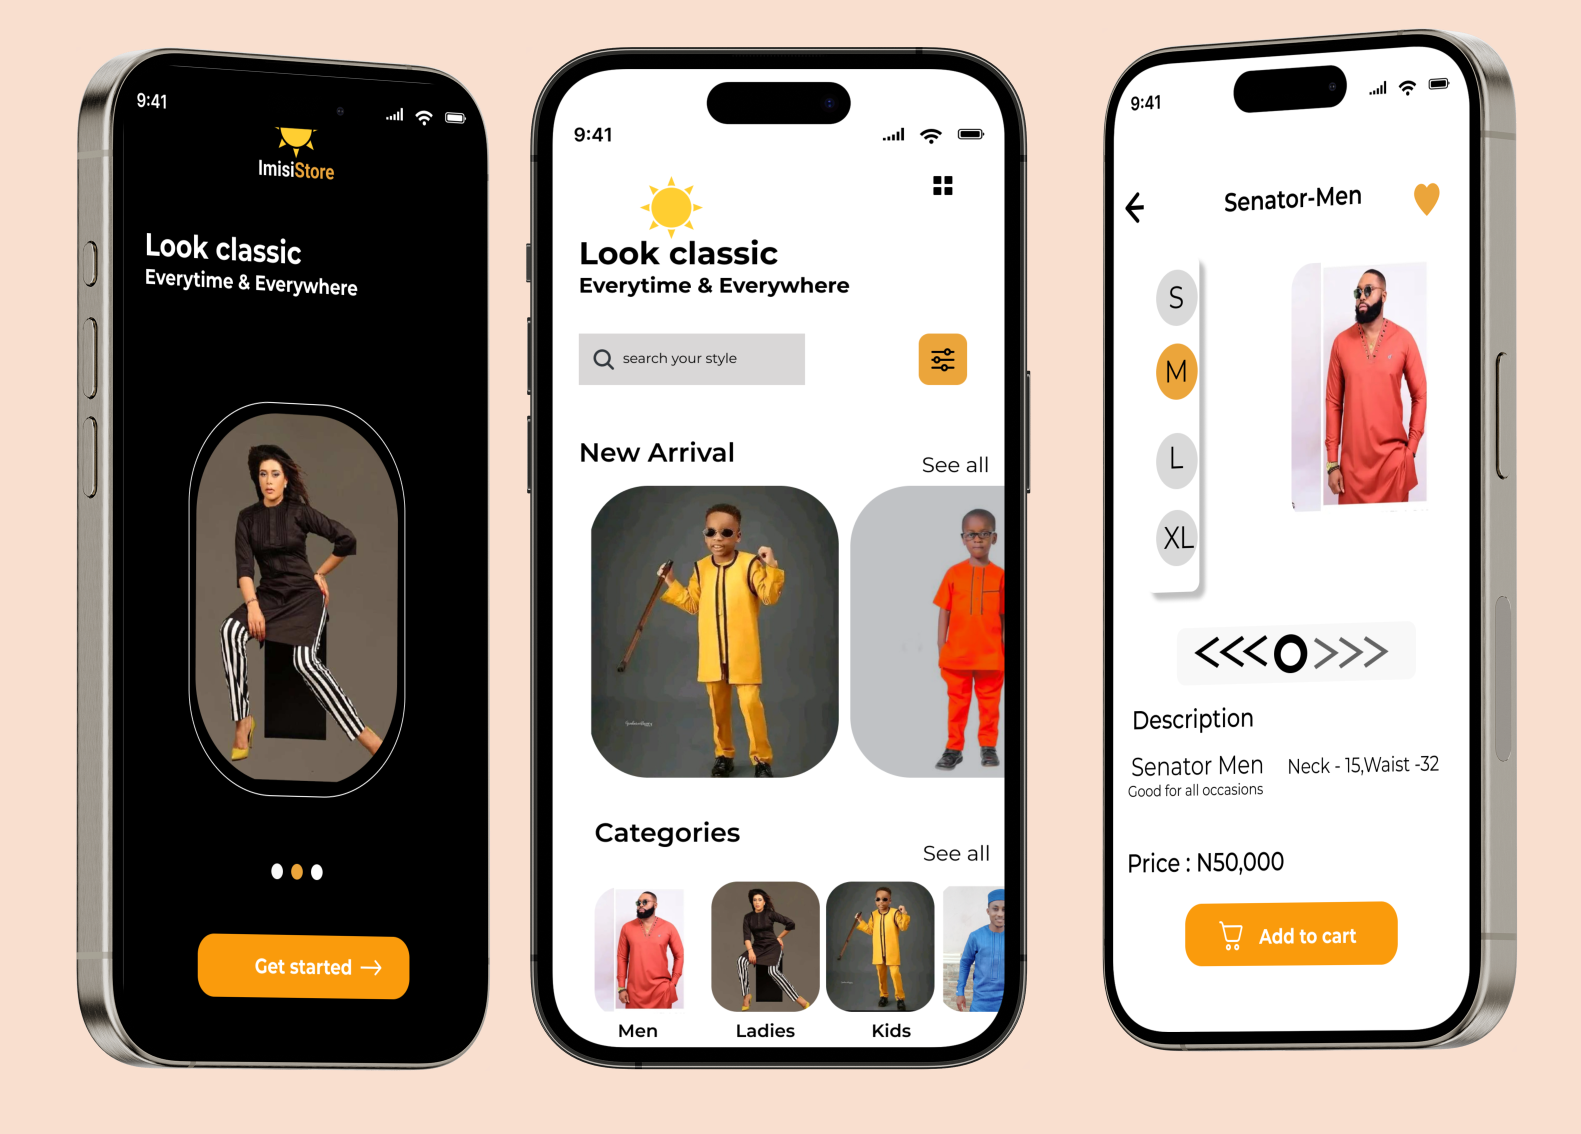 9:41
ImisiStore
Look classic
Everytime & Everywhere
Get started
9:41
Look classic
Everytime & Everywhere
search your style
New Arrival
See all
Categories
See all
Men
Ladies
Kids
9:41
Senator-Men
S
M
L
XL
Description
Senator Men
Neck - 15,Waist -32
Good for all occasions
Price : N50,000
Add to cart